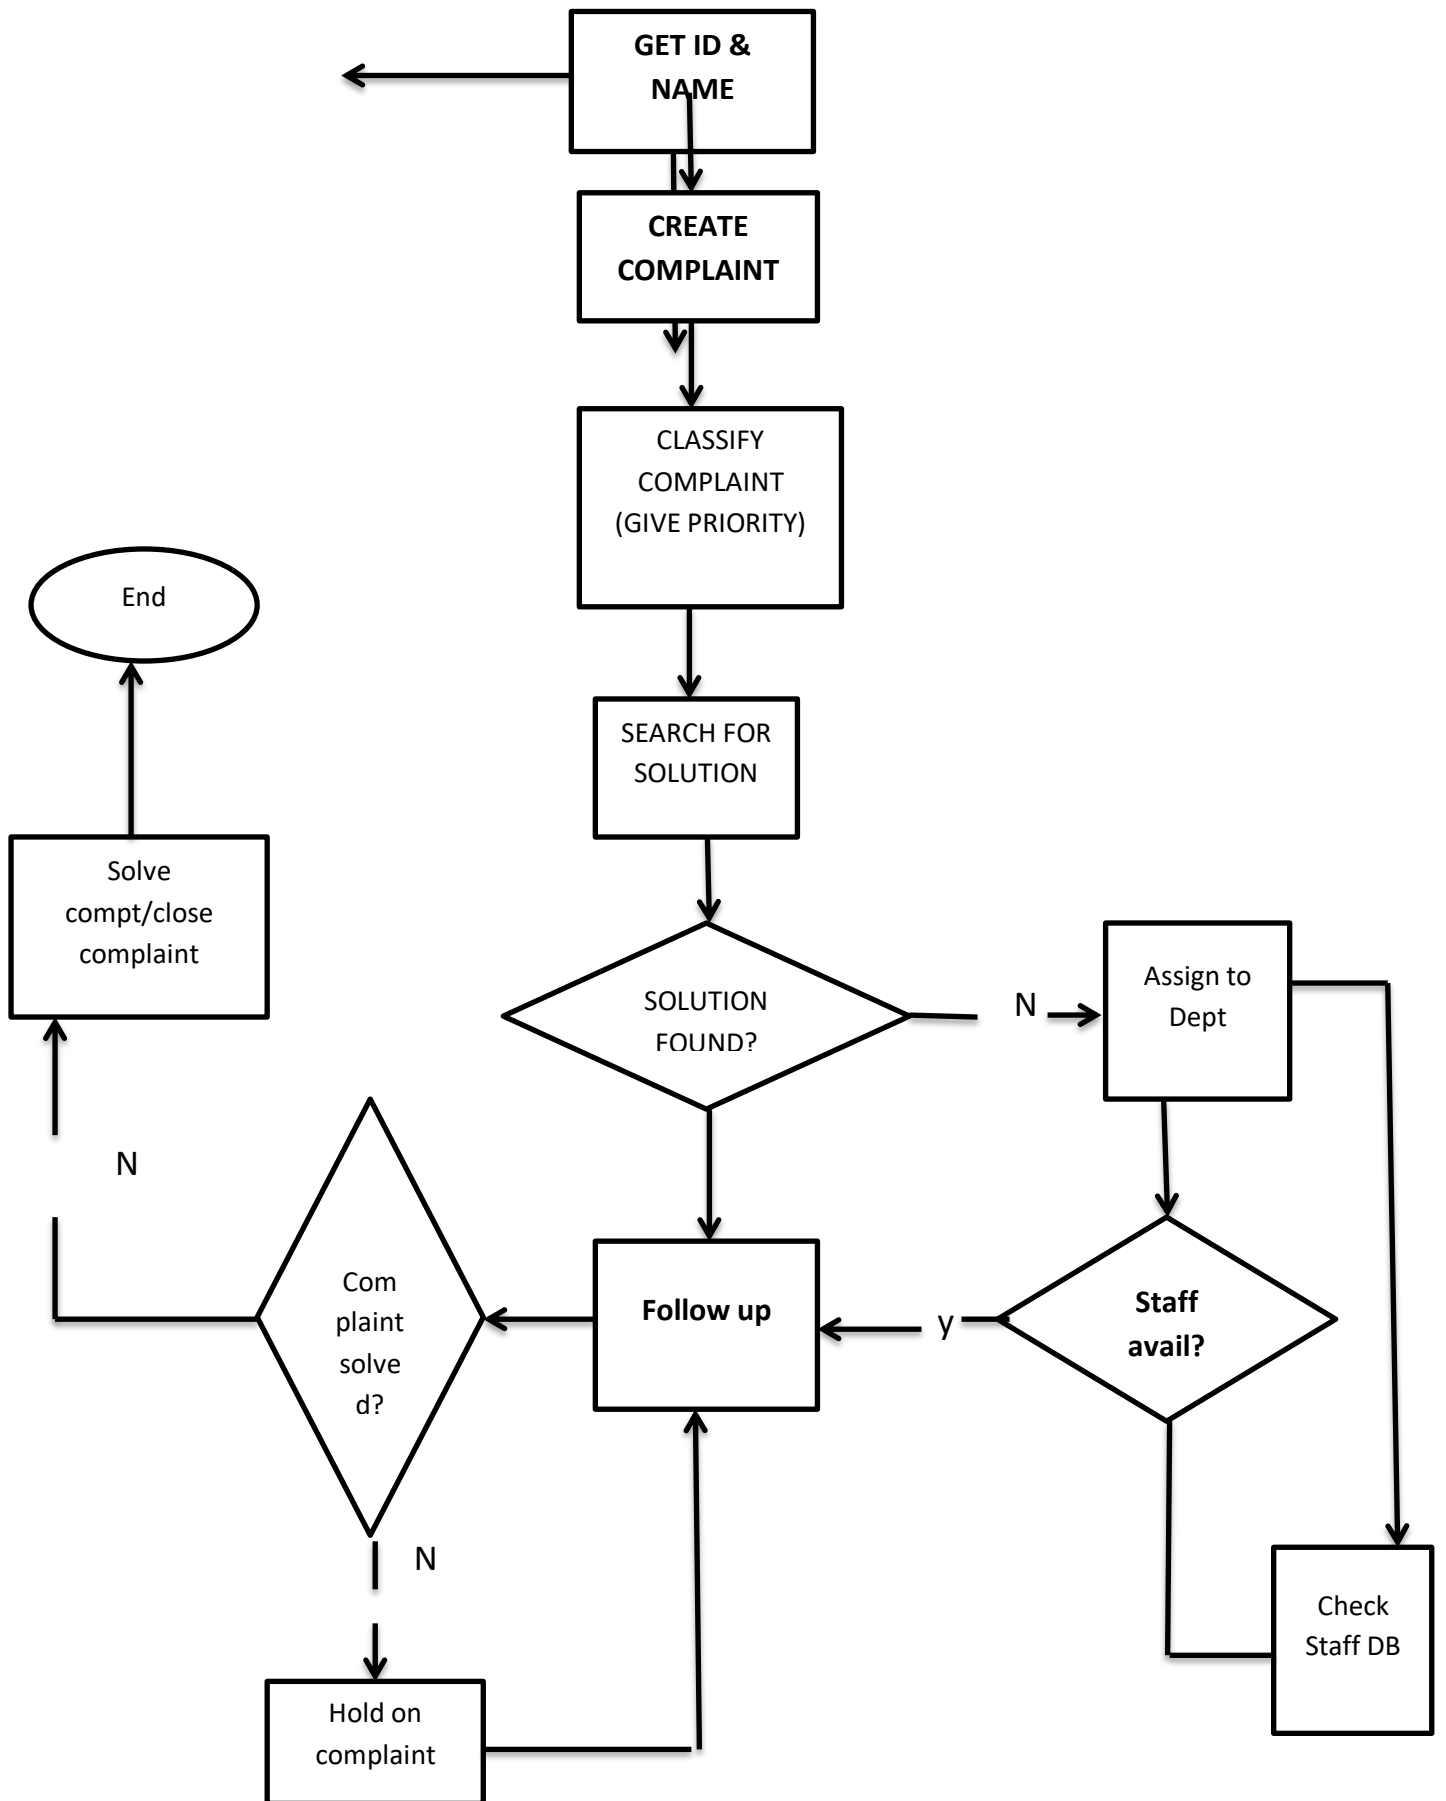 GET ID &
NAME
CREATE
COMPLAINT
CLASSIFY
COMPLAINT
(GIVE PRIORITY)
End
SEARCH FOR
SOLUTION
Solve
compt/close
complaint
SOLUTION
FOUND?
N
Assign to
Dept
N
Com
plaint
solve
d?
Follow up
y
Staff
avail?
N
Check
Staff DB
Hold on
complaint